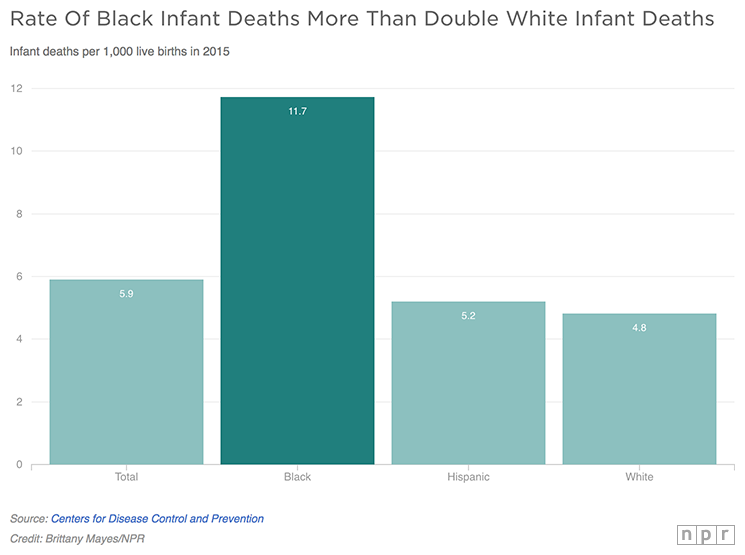 Rate Of Black Infant Deaths More Than Double White Infant Deaths
Infant deaths per 1,000 live births in 2015
12
10
8
6
4
2
0
5.9
11.7
5.2
4.8
Total
Black
Hispanic
White
Source: Centers for Disease Control and Prevention
Credit: Brittany Mayes/NPR
npr